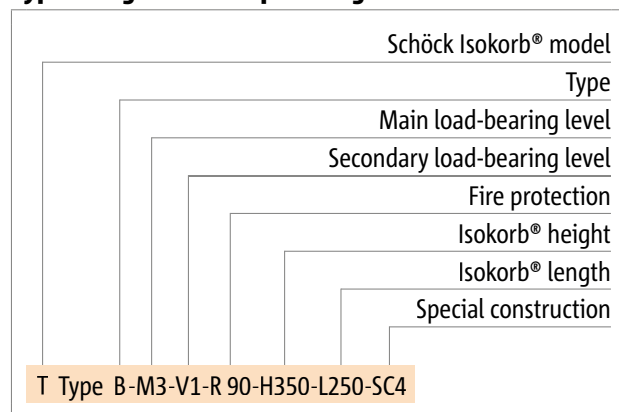 Schöck Isokorb® model
Type
Main load-bearing level
Secondary load-bearing level
Fire protection
Isokorb® height
Isokorb® length
Special construction
T Type B-M3-V1-R 90-H350-L250-SC4